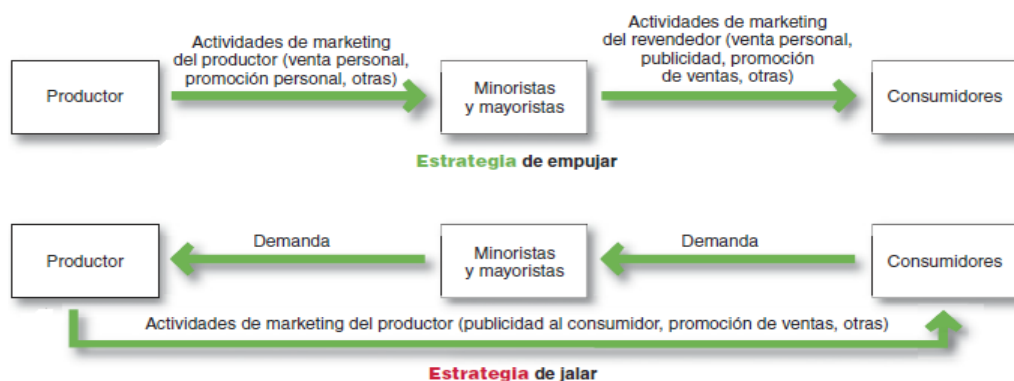 Productor
Actividades de marketing
del productor (venta personal,
promoción personal, otras)
Minoristas
y mayoristas
Actividades de marketing
del revendedor (venta personal,
publicidad, promoción
de ventas, otras)
Consumidores
Estrategia de empujar
Productor
Demanda
Minoristas
y mayoristas
Demanda
Consumidores
Actividades de marketing del productor (publicidad al consumidor, promoción de ventas, otras)
Estrategia de jalar